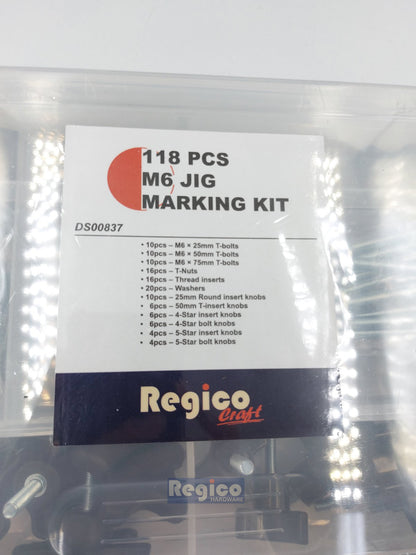 118 PCS
M6 JIG
MARKING KIT
DS00837
• 10pcs – M6 × 25mm T-bolts
• 10pcs – M6 × 50mm T-bolts
• 10pcs – M6 × 75mm T-bolts
• 16pcs – T-Nuts
• 16pcs – Thread inserts
• 20pcs – Washers
• 10pcs – 25mm Round insert knobs
• 6pcs – 50mm T-insert knobs
• 6pcs – 4-Star insert knobs
• 6pcs – 4-Star bolt knobs
• 4pcs – 5-Star insert knobs
• 4pcs – 5-Star bolt knobs
Regico
Craft
Regico
HARDWARE